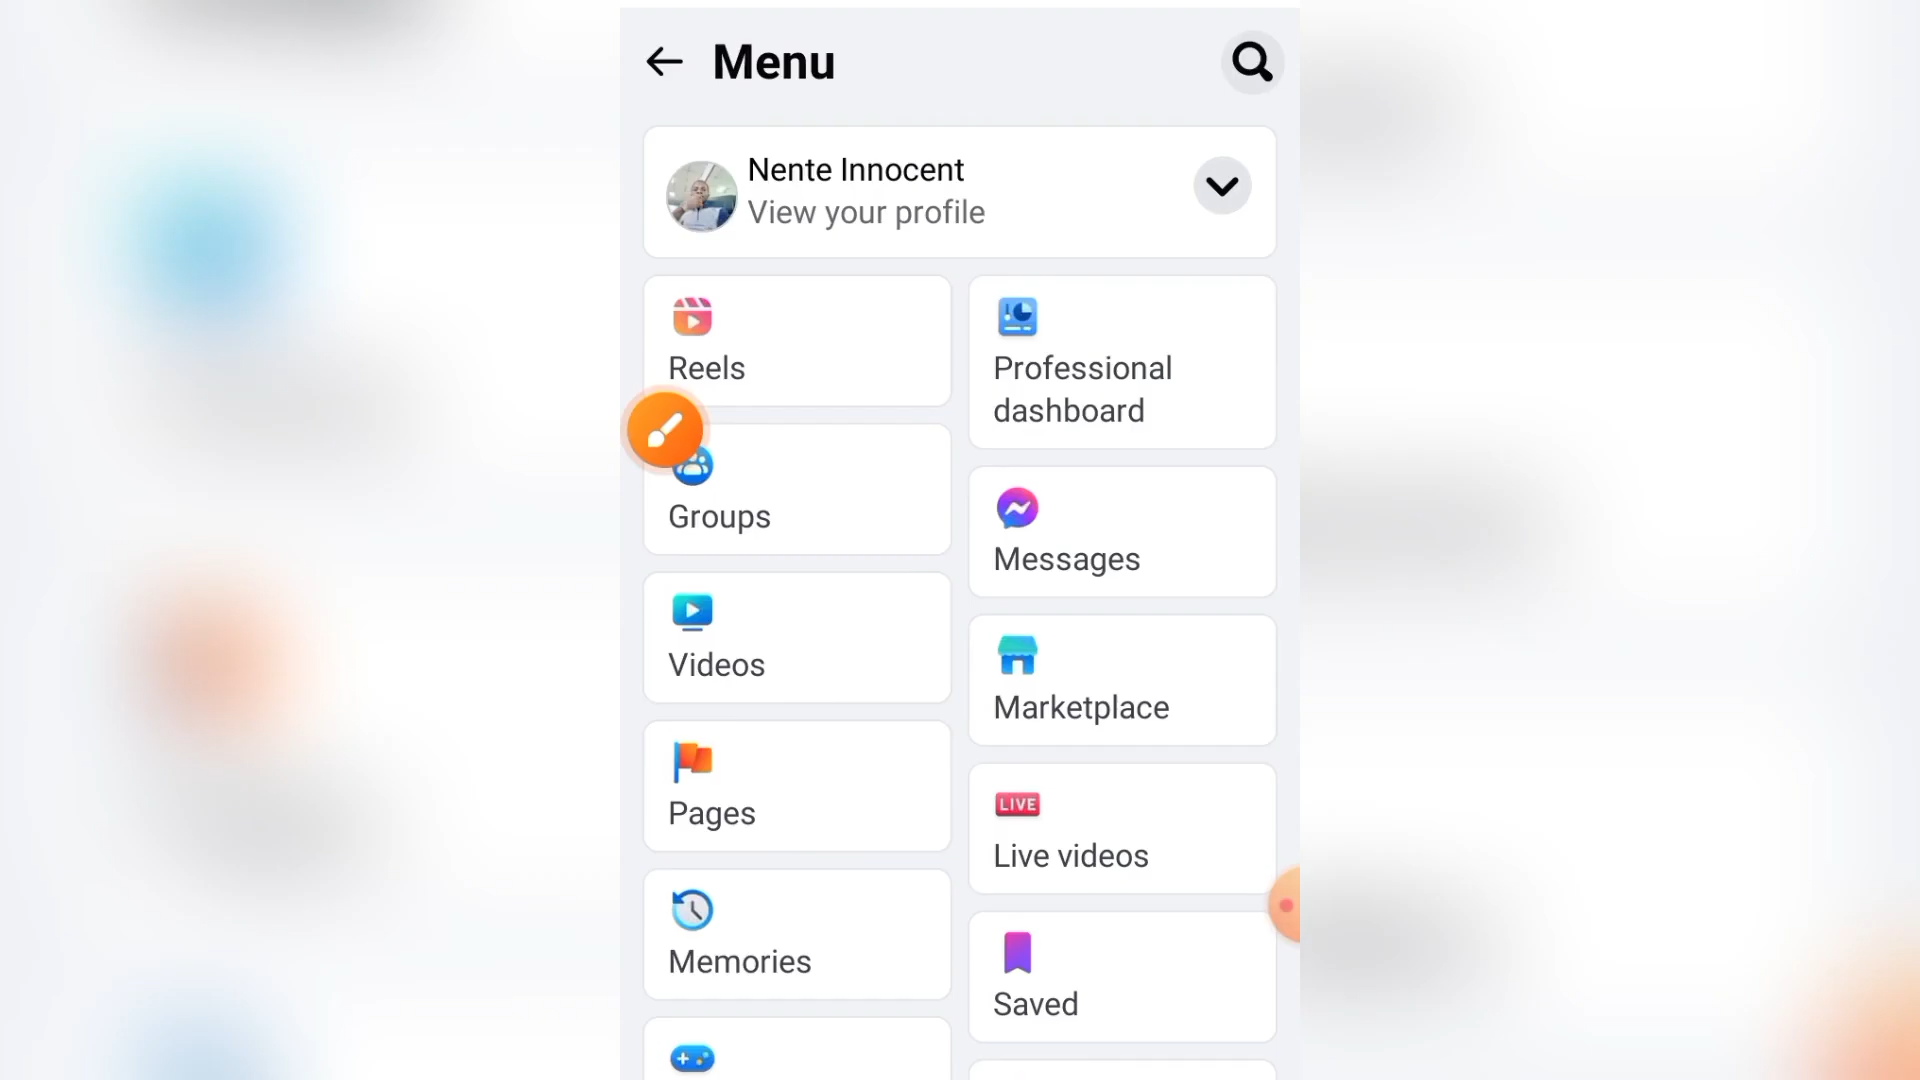 Menu
Nente Innocent
View your profile
Reels
Professional
dashboard
Groups
Messages
Videos
Marketplace
Pages
LIVE
Live videos
Memories
Saved